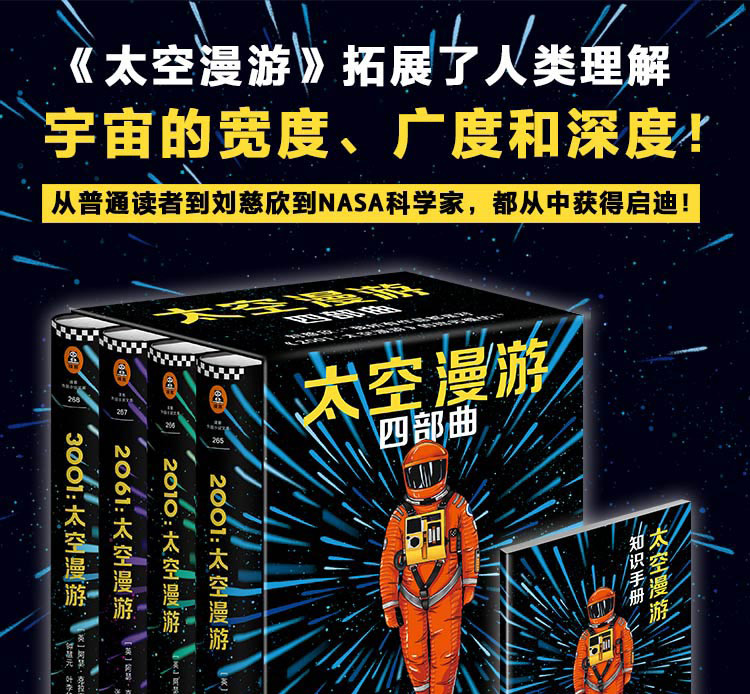 《太空漫游》拓展了人类理解
宇宙的宽度、广度和深度!
从普通读者到刘慈欣到NASA科学家，都从中获得启迪!
太空漫游
四部曲
太空漫游
四部曲
268
3001:太空漫游
267
2061:太空漫游
266
2010:太空漫游
265
2001:太空漫游
太空漫游
知识手册